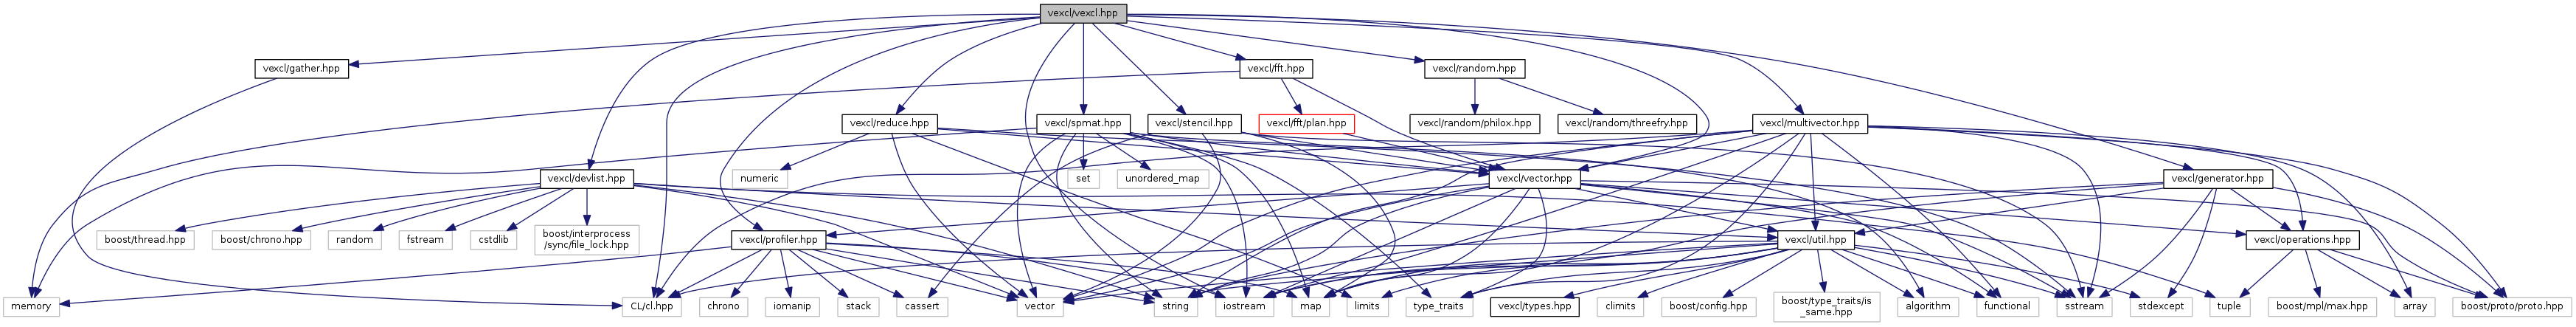 vexcl/vexcl.hpp
vexcl/gather.hpp
vexcl/fft.hpp
vexcl/random.hpp
vexcl/reduce.hpp
vexcl/spmat.hpp
vexcl/stencil.hpp
vexcl/fft/plan.hpp
vexcl/random/philox.hpp
vexcl/random/threefry.hpp
vexcl/multivector.hpp
vexcl/devlist.hpp
numeric
set
unordered_map
vexcl/vector.hpp
vexcl/generator.hpp
boost/thread.hpp
boost/chrono.hpp
random
fstream
cstdlib
boost/interprocess
/sync/file_lock.hpp
vexcl/profiler.hpp
vexcl/util.hpp
vexcl/operations.hpp
memory
CL/cl.hpp
chrono
iomanip
stack
cassert
vector
string
iostream
map
limits
type_traits
vexcl/types.hpp
climits
boost/config.hpp
boost/type_traits/is
_same.hpp
algorithm
functional
sstream
stdexcept
tuple
boost/mpl/max.hpp
array
boost/proto/proto.hpp